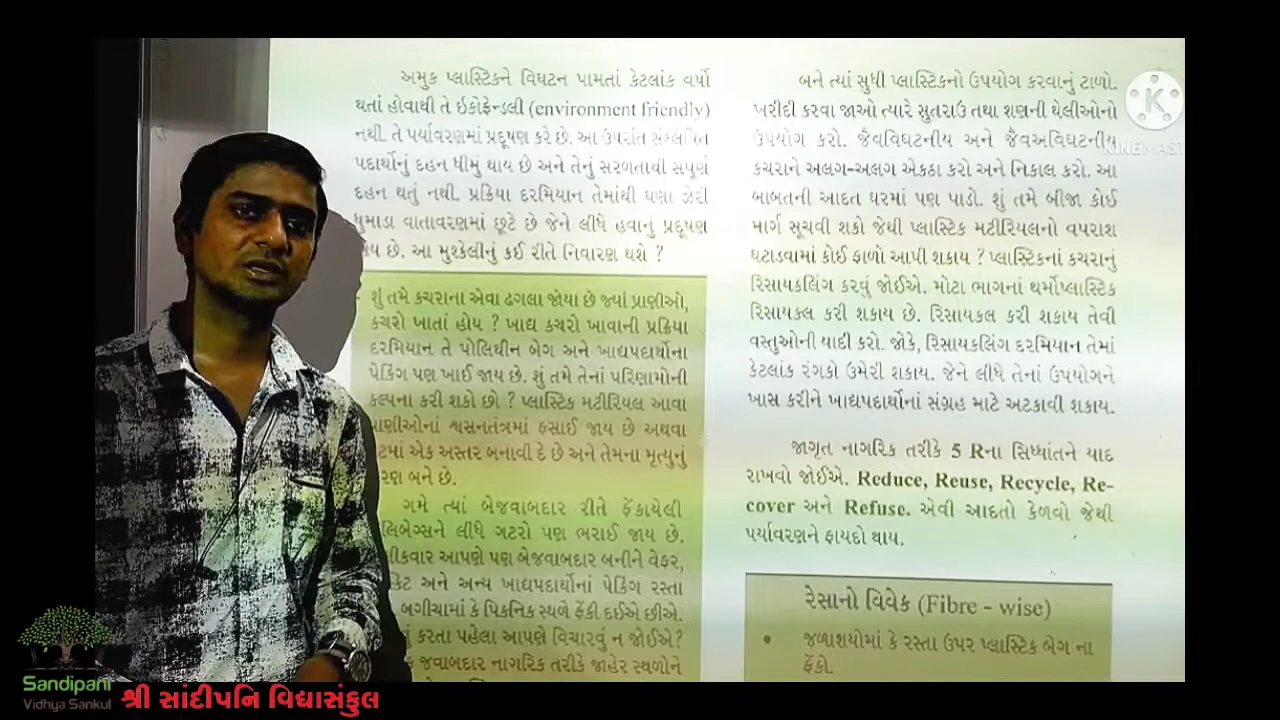 અમુક પ્લાસ્ટિકને વિઘટન પામતાં કેટલાંક વર્ષો
થતાં હોવાથી તે ઇકોફ્રેન્ડલી (environment friendly)
નથી. તે પર્યાવરણમાં પ્રદૂષણ કરે છે. આ ઉપરાંત સંશ્લેષિત
પદાર્થોનું દહન ધીમું થાય છે અને તેનું સરળતાથી સંપૂર્ણ
દહન થતું નથી. પ્રક્રિયા દરમિયાન તેમાંથી ઘણા ઝેરી
ધુમાડા વાતાવરણમાં છૂટે છે જેને લીધે હવાનું પ્રદૂષણ
છે. આ મુશ્કેલીનું કઈ રીતે નિવારણ થશે ?
શું તમે કચરાના એવા ઢગલા જોયા છે જ્યાં પ્રાણીઓ,
કચરો ખાતાં હોય ? ખાદ્ય કચરો ખાવાની પ્રક્રિયા
દરમિયાન તે પોલિથીન બેગ અને ખાદ્યપદાર્થોના
પેકિંગ પણ ખાઈ જાય છે. શું તમે તેનાં પરિણામોની
કલ્પના કરી શકો છો ? પ્લાસ્ટિક મટીરિયલ આવા
શ્વસનતંત્રમાં ફસાઈ જાય છે અથવા
એક અસ્તર બનાવી દે છે અને તેમના મૃત્યુનું
બને છે.
ગમે ત્યાં બેજવાબદાર રીતે ફેંકાયેલી
લીધે ગટરો પણ ભરાઈ જાય છે.
આપણે પણ બેજવાબદાર બનીને વેફર,
અને અન્ય ખાદ્યપદાર્થોનાં પેકિંગ રસ્તા
બગીચામાં કે પિકનિક સ્થળે ફેંકી દઈએ છીએ.
કરતા પહેલા આપણે વિચારવું ન જોઈએ?
જવાબદાર નાગરિક તરીકે જાહેર સ્થળોને
બને ત્યાં સુધી પ્લાસ્ટિકનો ઉપયોગ કરવાનું ટાળો.
ખરીદી કરવા જાઓ ત્યારે સુતરાઉ તથા શણની થેલીઓનો
ઉપયોગ કરો. જૈવવિઘટનીય અને જૈવઅવિઘટનીય
કચરાને અલગ-અલગ એકઠા કરો અને નિકાલ કરો. આ
બાબતની આદત ઘરમાં પણ પાડો. શું તમે બીજા કોઈ
માર્ગ સૂચવી શકો જેથી પ્લાસ્ટિક મટીરિયલનો વપરાશ
ઘટાડવામાં કોઈ ફાળો આપી શકાય ? પ્લાસ્ટિકનાં કચરાનું
રિસાયકલિંગ કરવું જોઈએ. મોટા ભાગનાં થર્મોપ્લાસ્ટિક
રિસાયકલ કરી શકાય છે. રિસાયકલ કરી શકાય તેવી
વસ્તુઓની યાદી કરો. જોકે, રિસાયકલિંગ દરમિયાન તેમાં
કેટલાંક રંગકો ઉમેરી શકાય. જેને લીધે તેનાં ઉપયોગને
ખાસ કરીને ખાદ્યપદાર્થોનાં સંગ્રહ માટે અટકાવી શકાય.
જાગૃત નાગરિક તરીકે 5 Rના સિધ્ધાંતને યાદ
રાખવો જોઈએ. Reduce, Reuse, Recycle, Re-
cover અને Refuse. એવી આદતો કેળવો જેથી
પર્યાવરણને ફાયદો થાય.
રેસાનો વિવેક (Fibre - wise)
• જળાશયોમાં કે રસ્તા ઉપર પ્લાસ્ટિક બેગ ના
ફેંકો.
K
KINEMAST
Sandipani
Vidhya Sankul
શ્રી સાંદીપનિ વિદ્યાસંકુલ